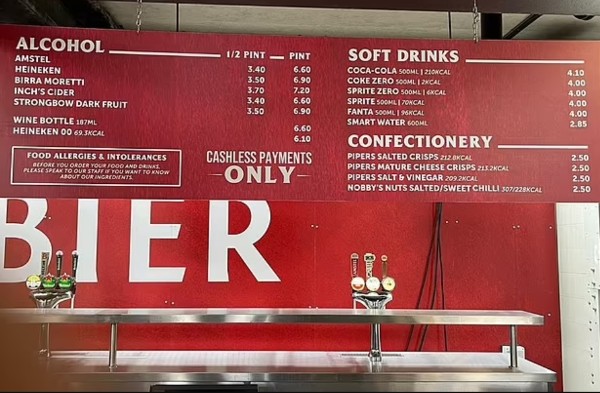 ALCOHOL 1/2 PINT PINT
AMSTEL 3.40 6.60
HEINEKEN 3.50 6.90
BIRRA MORETTI 3.70 7.20
INCH'S CIDER 3.40 6.60
STRONGBOW DARK FRUIT 3.50 6.90
WINE BOTTLE 187ML 6.60
HEINEKEN 00 69.3KCAL 6.10
FOOD ALLERGIES & INTOLERANCES
BEFORE YOU ORDER YOUR FOOD AND DRINKS,
PLEASE SPEAK TO OUR STAFF IF YOU WANT TO KNOW
ABOUT OUR INGREDIENTS.
CASHLESS PAYMENTS
ONLY
SOFT DRINKS
COCA-COLA 500ML | 210KCAL 4.10
COKE ZERO 500ML | 2KCAL 4.00
SPRITE ZERO 500ML | 6KCAL 4.00
SPRITE 500ML | 70KCAL 4.00
FANTA 500ML | 96KCAL 4.00
SMART WATER 600ML 2.85
CONFECTIONERY
PIPERS SALTED CRISPS 212.8KCAL 2.50
PIPERS MATURE CHEESE CRISPS 213.2KCAL 2.50
PIPERS SALT & VINEGAR 209.2KCAL 2.50
NOBBY'S NUTS SALTED/SWEET CHILLI 307/228KCAL 2.50
BIER